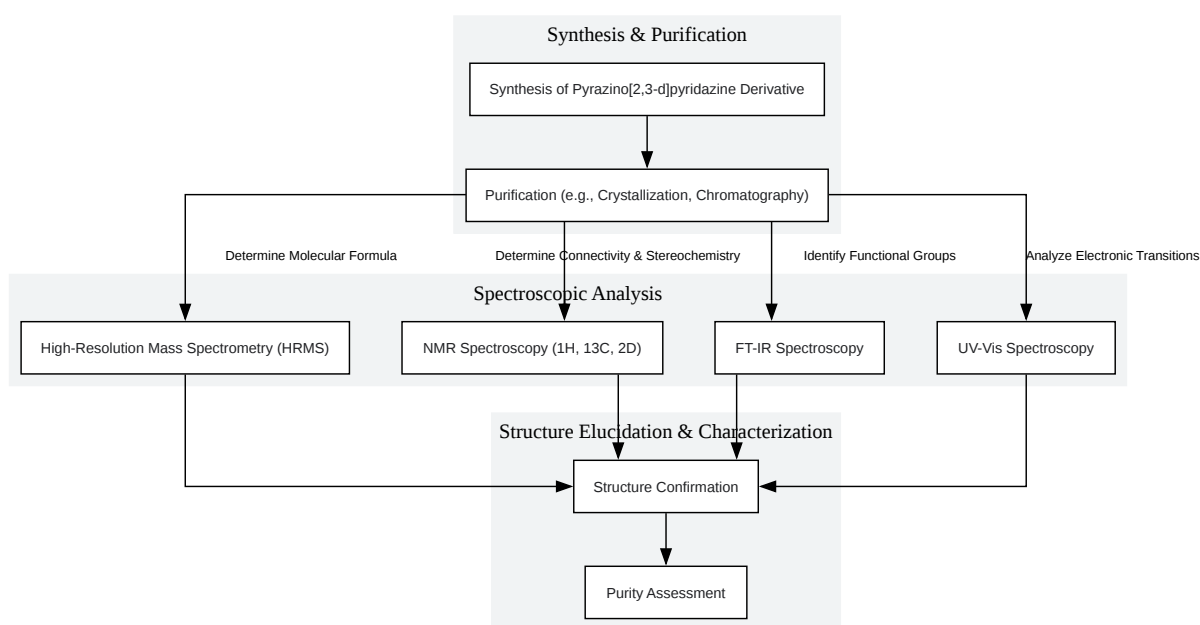 Synthesis & Purification
Synthesis of Pyrazino[2,3-d]pyridazine Derivative
Purification (e.g., Crystallization, Chromatography)
Determine Molecular Formula
Determine Connectivity & Stereochemistry
Identify Functional Groups
Analyze Electronic Transitions
Spectroscopic Analysis
High-Resolution Mass Spectrometry (HRMS)
NMR Spectroscopy (1H, 13C, 2D)
FT-IR Spectroscopy
UV-Vis Spectroscopy
Structure Elucidation & Characterization
Structure Confirmation
Purity Assessment